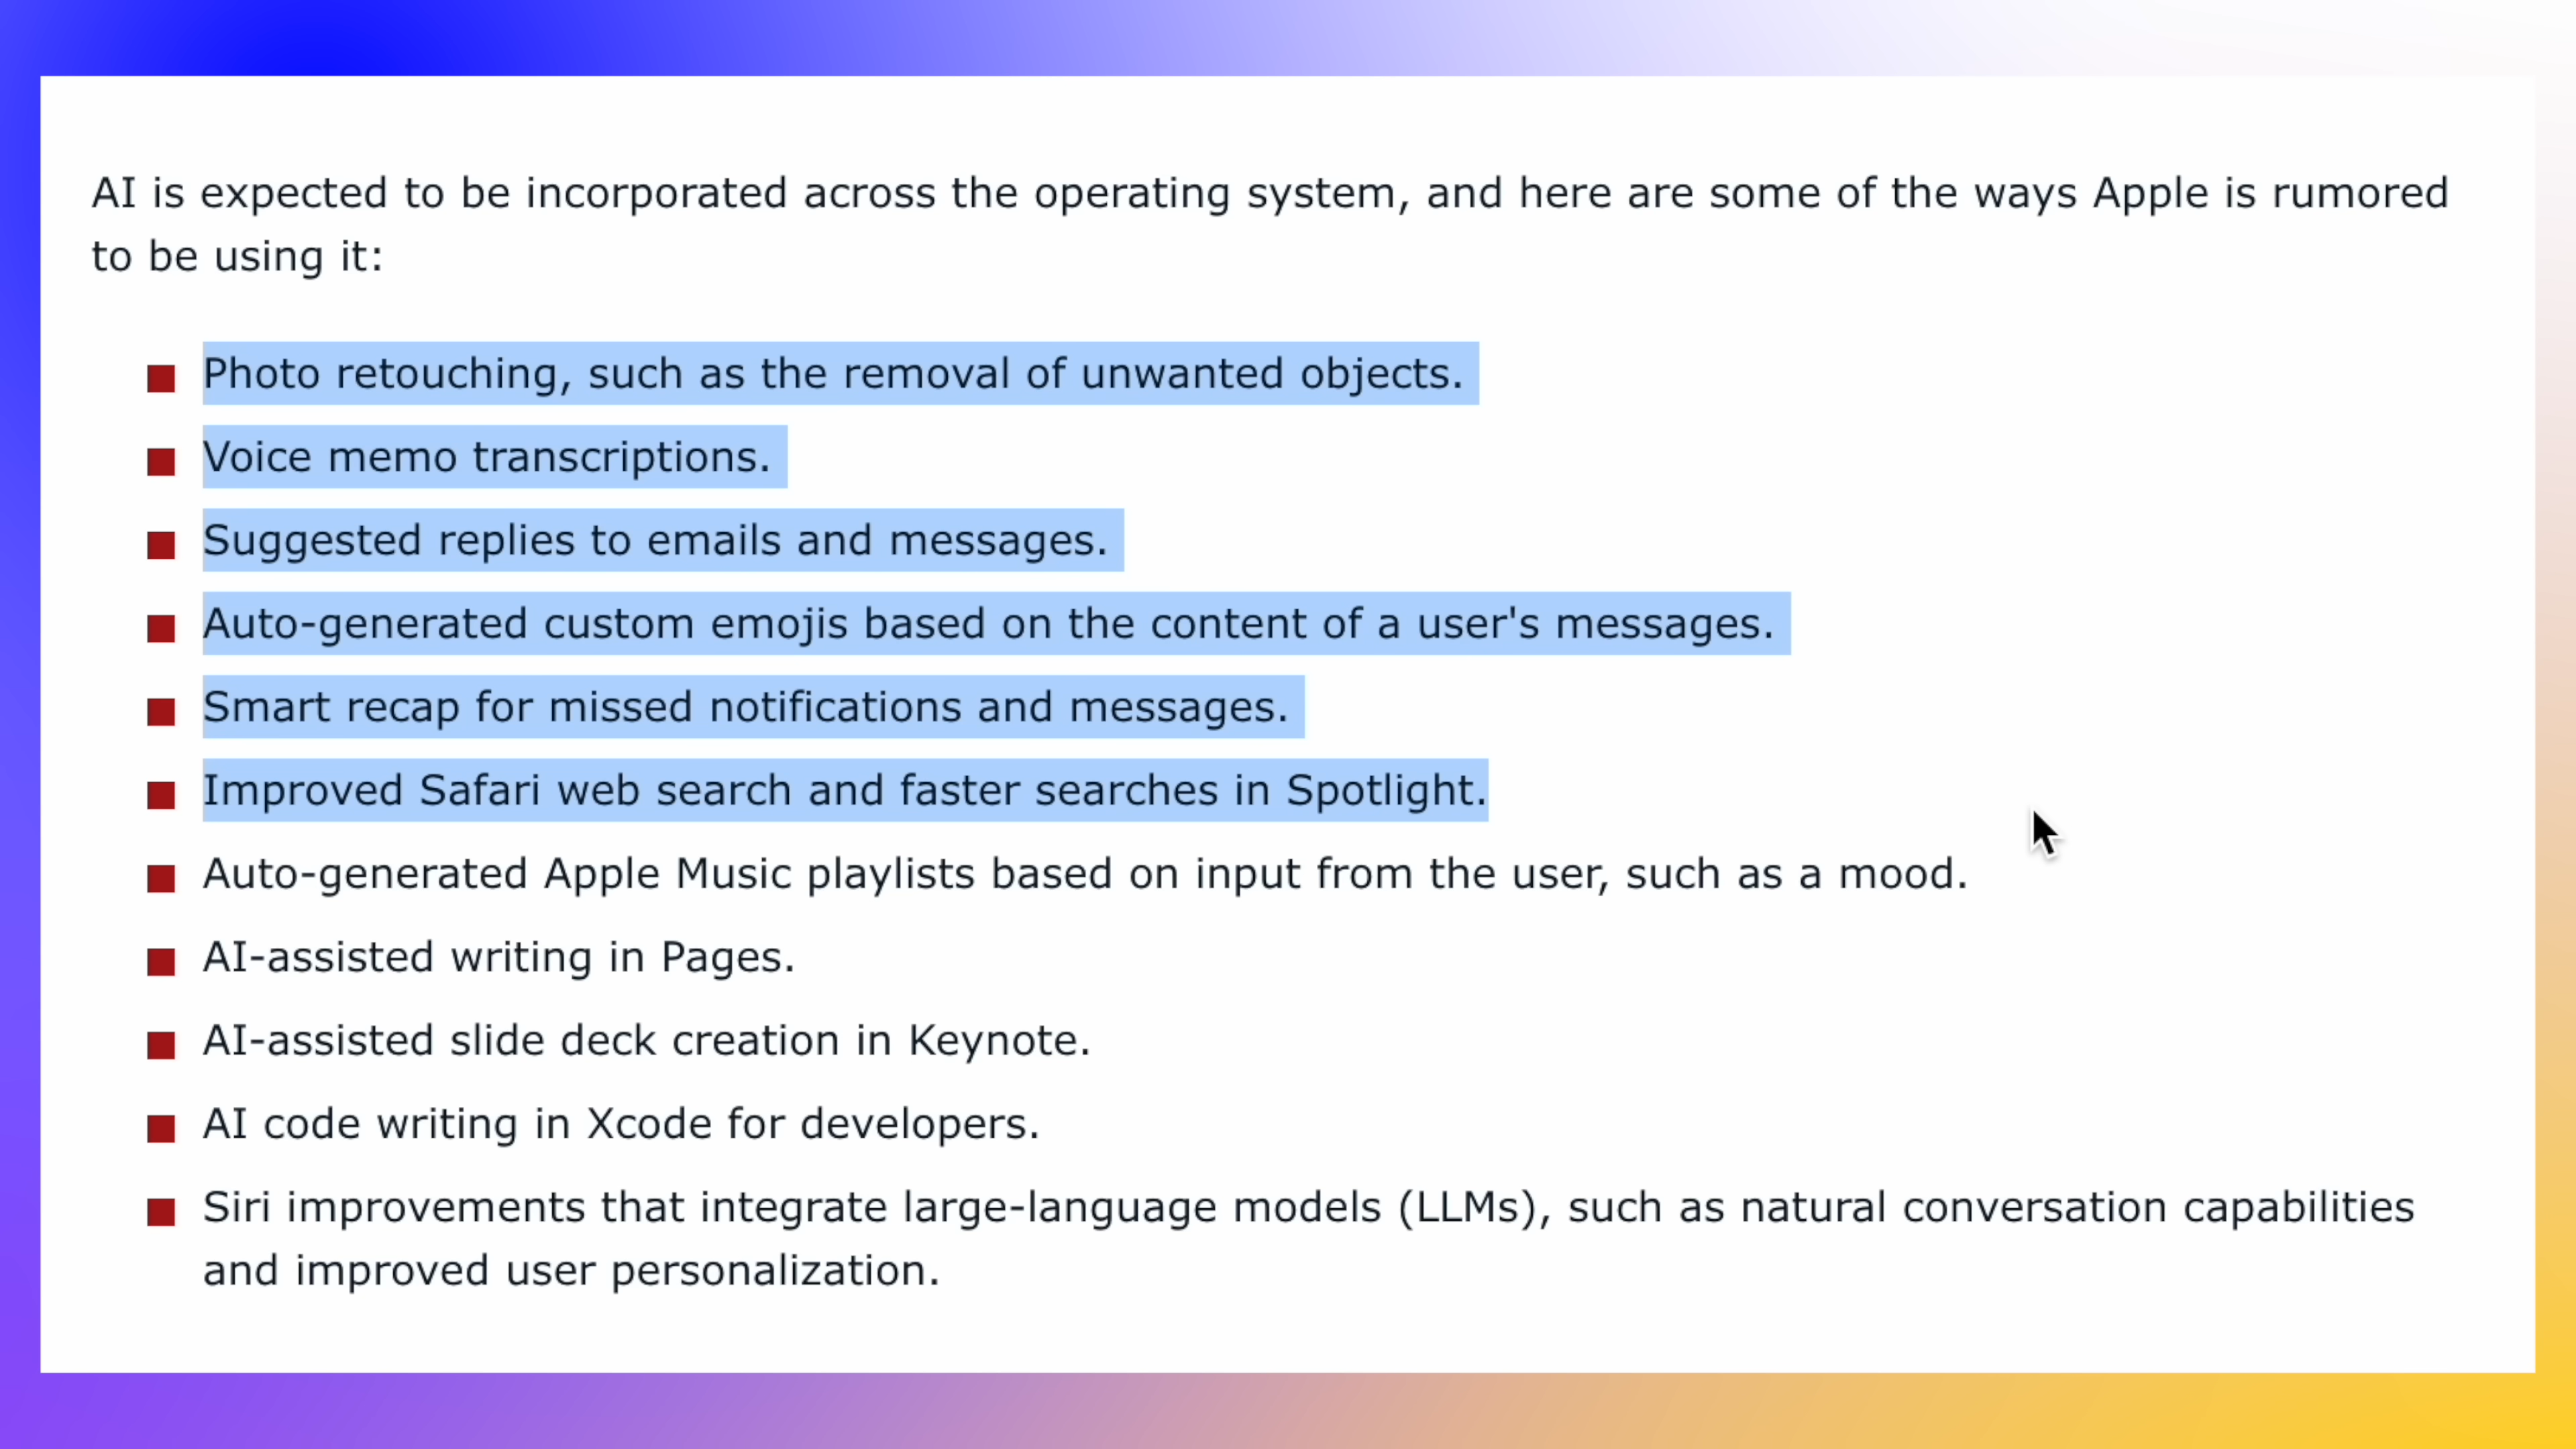 AI is expected to be incorporated across the operating system, and here are some of the ways Apple is rumored
to be using it:
Photo retouching, such as the removal of unwanted objects.
Voice memo transcriptions.
Suggested replies to emails and messages.
Auto-generated custom emojis based on the content of a user's messages.
Smart recap for missed notifications and messages.
Improved Safari web search and faster searches in Spotlight.
Auto-generated Apple Music playlists based on input from the user, such as a mood.
AI-assisted writing in Pages.
AI-assisted slide deck creation in Keynote.
AI code writing in Xcode for developers.
Siri improvements that integrate large-language models (LLMs), such as natural conversation capabilities
and improved user personalization.